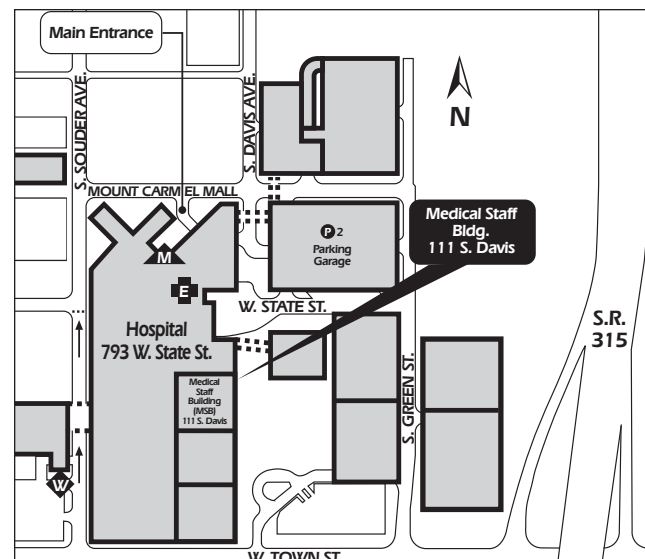 Main Entrance
S. SOUDER AVE.
S. DAVIS AVE.
N
MOUNT CARMEL MALL
P 2
Parking
Garage
Medical Staff
Bldg.
111 S. Davis
M
E
W. STATE ST.
Hospital
793 W. State St.
S.R.
315
S. GREEN ST.
Medical
Staff
Building
(MSB)
111 S. Davis
W
W. TOWN ST.